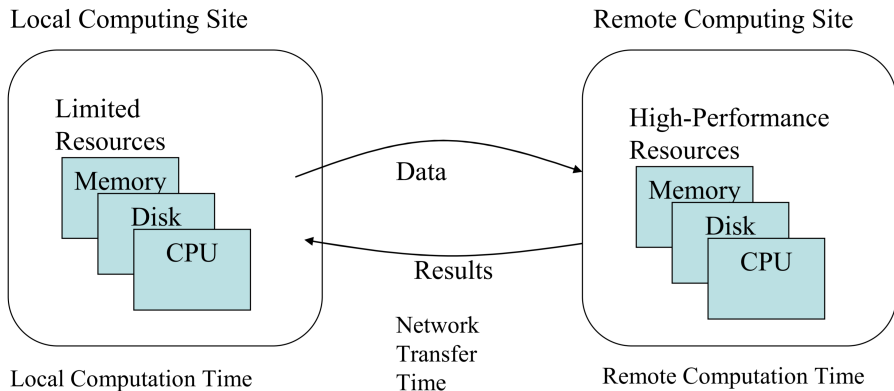 Local Computing Site
Remote Computing Site
Limited
Resources
Memory
Disk
CPU
Data
Results
High-Performance
Resources
Memory
Disk
CPU
Network
Transfer
Time
Local Computation Time
Remote Computation Time